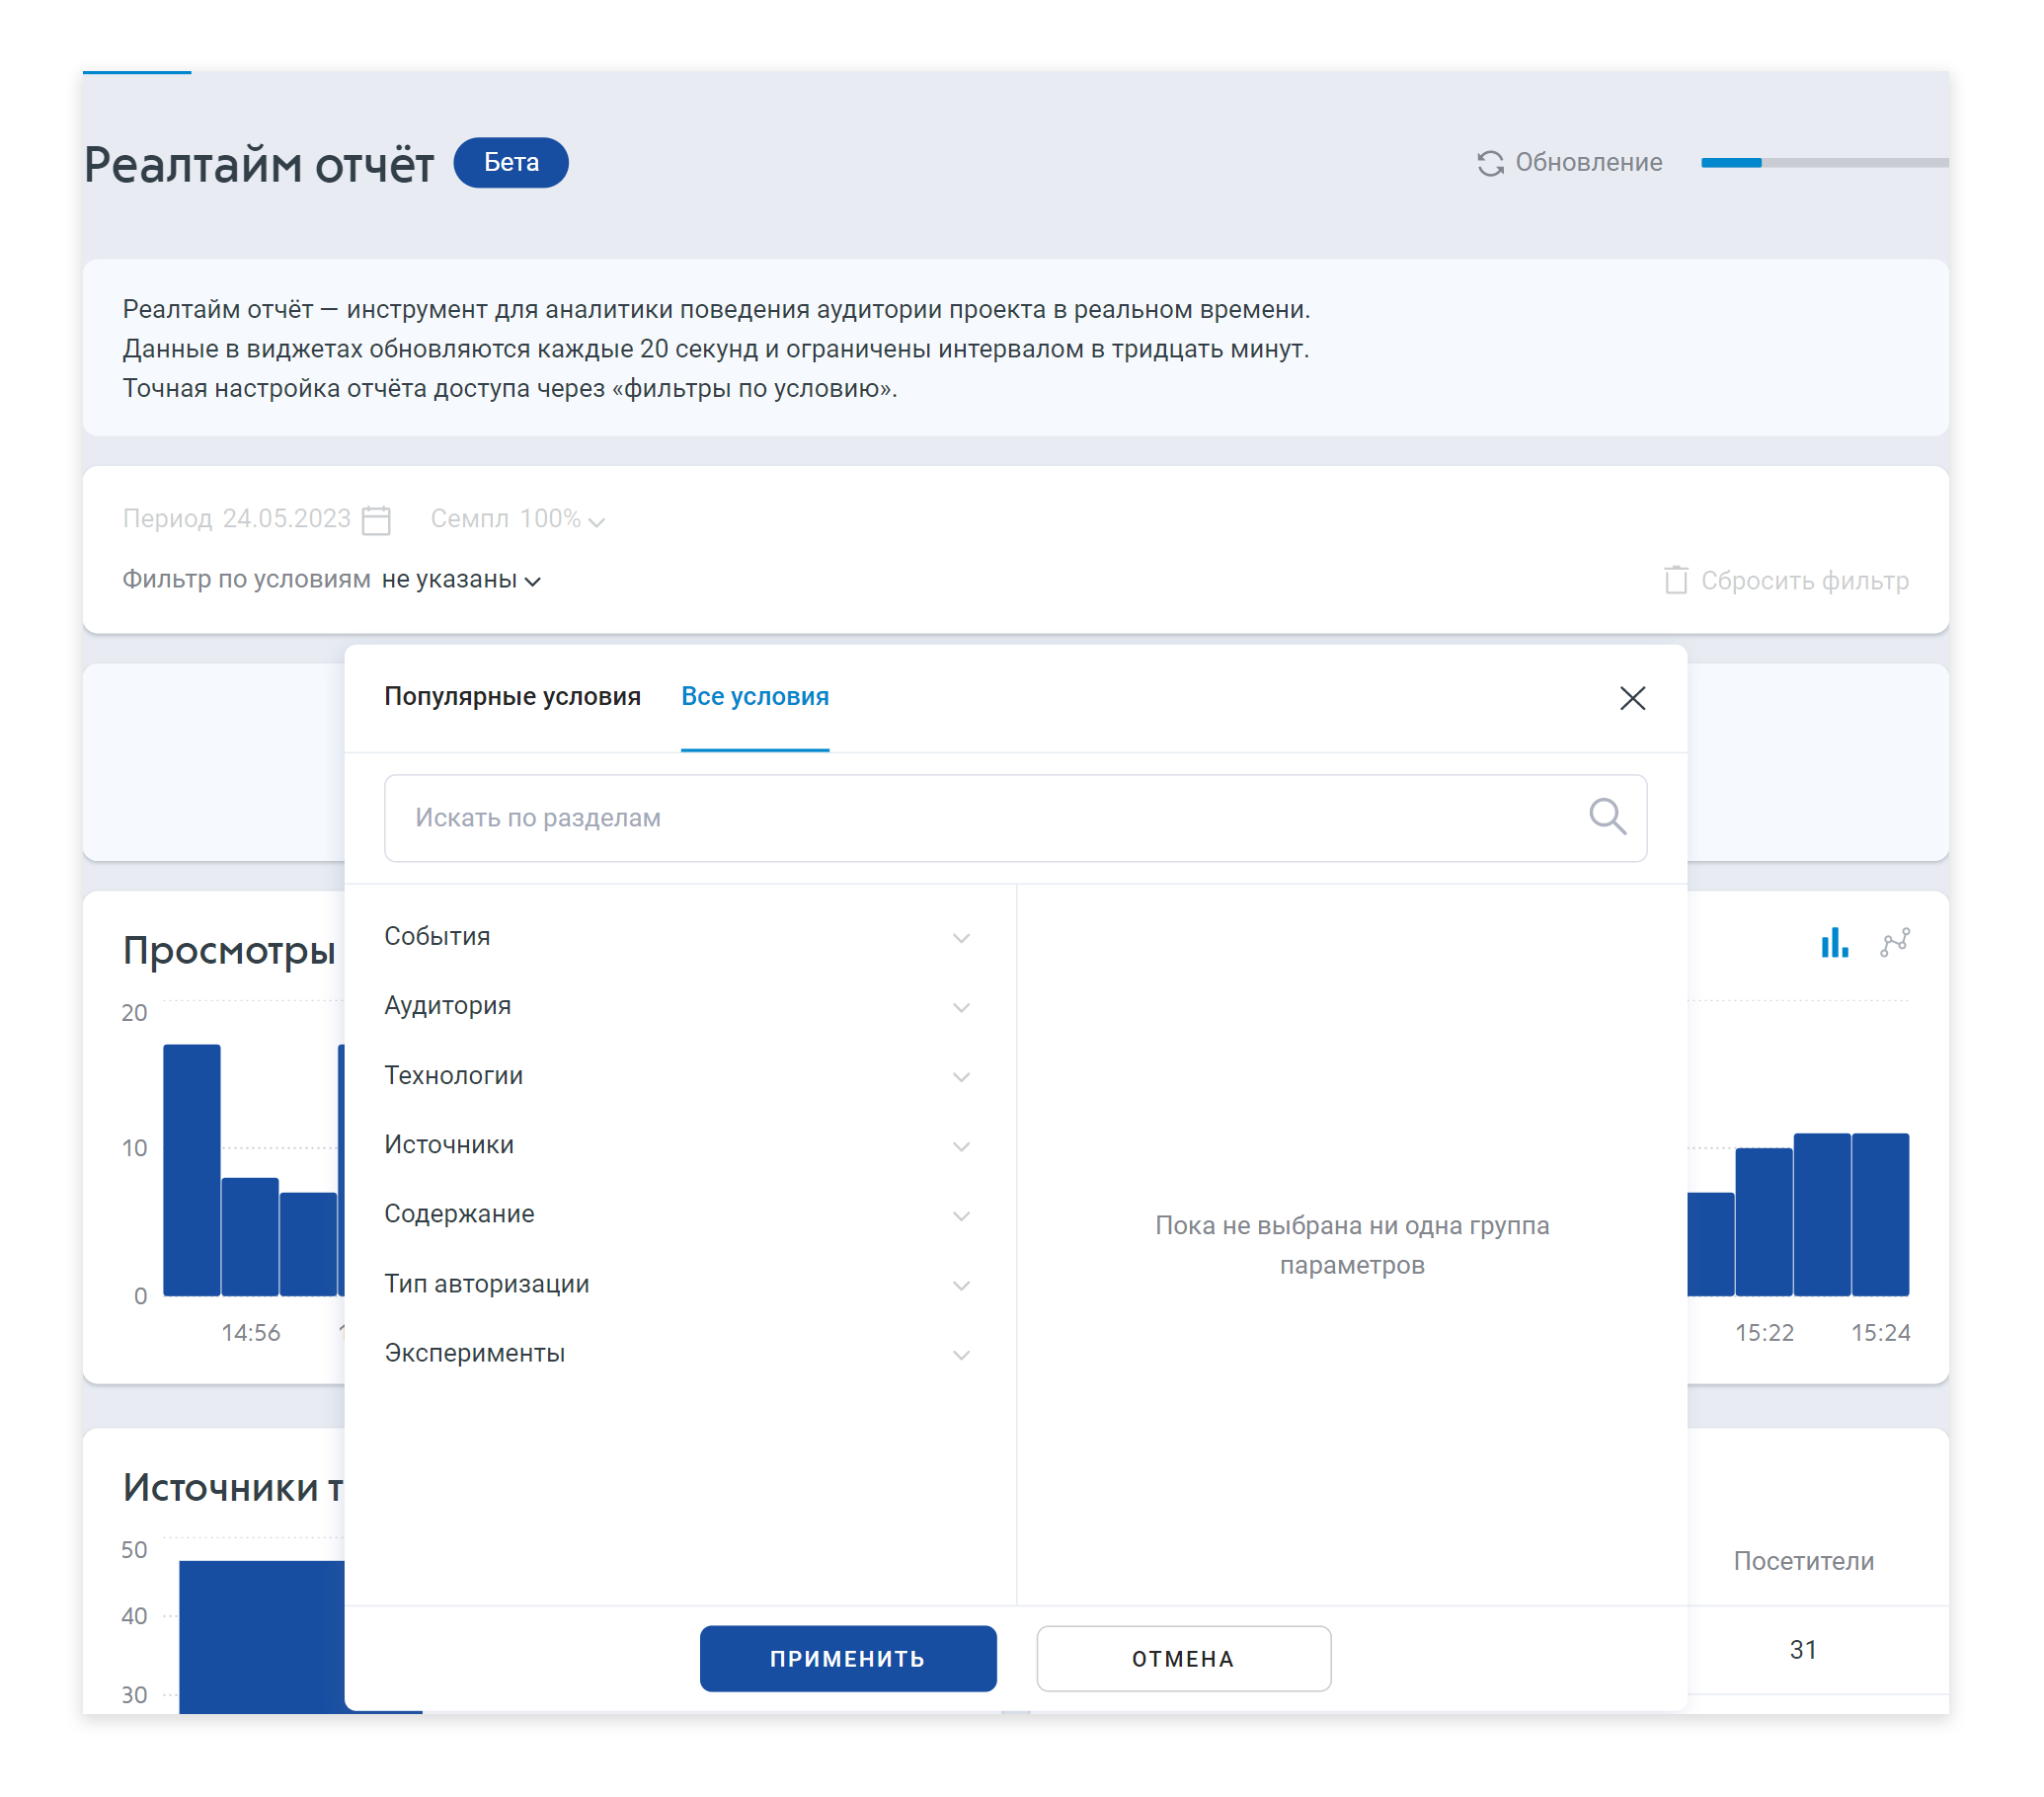 Реалтайм отчёт Бета
Обновление
Реалтайм отчёт — инструмент для аналитики поведения аудитории проекта в реальном времени.
Данные в виджетах обновляются каждые 20 секунд и ограничены интервалом в тридцать минут.
Точная настройка отчёта доступа через «фильтры по условию».
Период 24.05.2023 Семпл 100%
Фильтр по условиям не указаны
Сбросить фильтр
Популярные условия Все условия
Искать по разделам
События
Аудитория
Технологии
Источники
Содержание
Тип авторизации
Эксперименты
Пока не выбрана ни одна группа
параметров
ПРИМЕНИТЬ ОТМЕНА
Просмотры
20
10
0
14:56
15:22 15:24
Источники т
50
40
30
Посетители
31